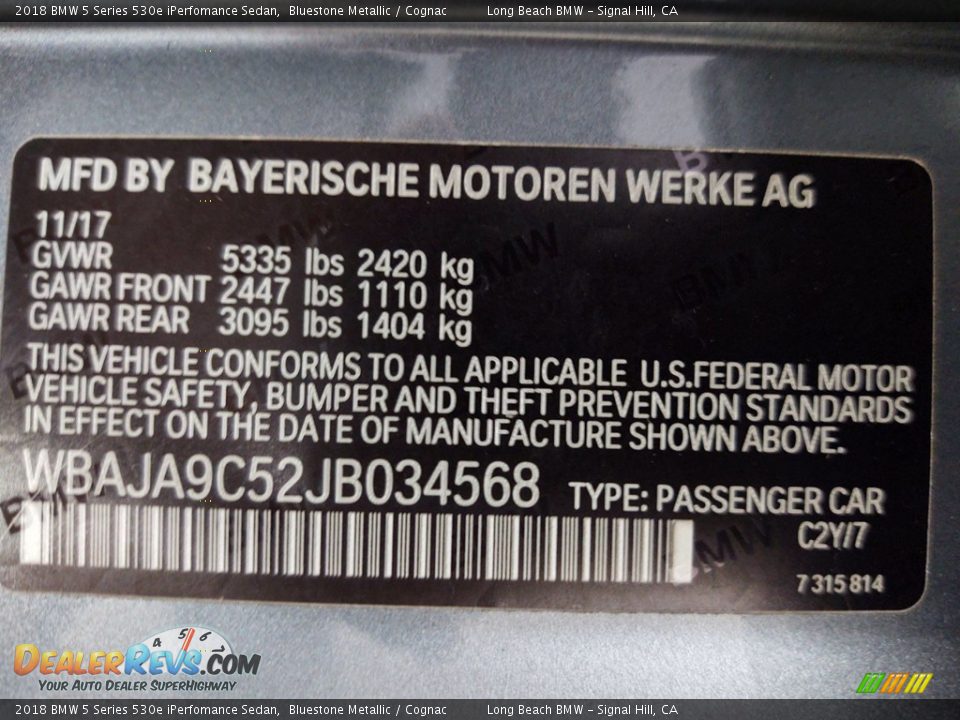 2018 BMW 5 Series 530e iPerfomance Sedan,  Bluestone Metallic / Cognac    Long Beach BMW – Signal Hill, CA
MFD BY BAYERISCHE MOTOREN WERKE AG
11/17
GVWR 5335 lbs 2420 kg
GAWR FRONT 2447 lbs 1110 kg
GAWR REAR 3095 lbs 1404 kg
THIS VEHICLE CONFORMS TO ALL APPLICABLE U.S.FEDERAL MOTOR
VEHICLE SAFETY, BUMPER AND THEFT PREVENTION STANDARDS
IN EFFECT ON THE DATE OF MANUFACTURE SHOWN ABOVE.
WBAJA9C52JB034568 TYPE: PASSENGER CAR
C2Y/7
7 315 814
4 5 6
DEALERREVS.COM
YOUR AUTO DEALER SUPERHIGHWAY
2018 BMW 5 Series 530e iPerfomance Sedan,  Bluestone Metallic / Cognac    Long Beach BMW – Signal Hill, CA